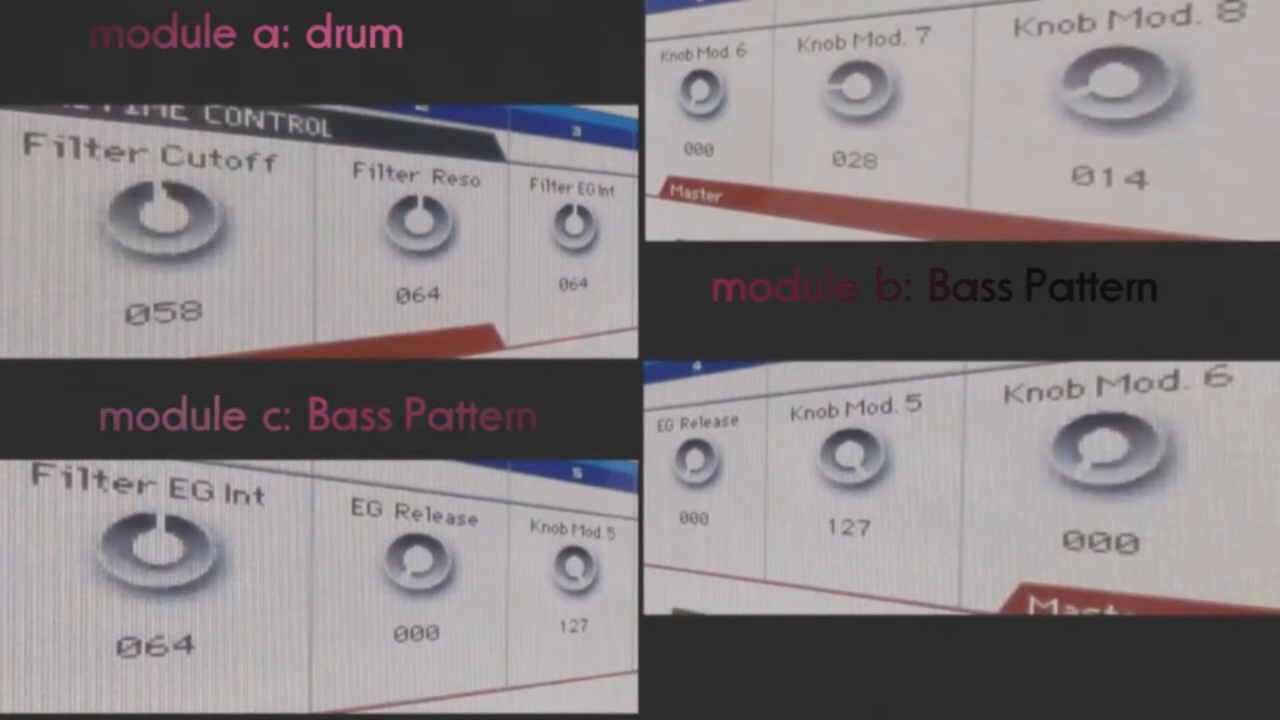 module a: drum
TIME CONTROL
3
Filter Cutoff
Filter Reso
Filter EG Int
058
064
064
Knob Mod. 6
Knob Mod. 7
Knob Mod. 8
000
028
014
Master
module b: Bass Pattern
module c: Bass Pattern
5
Filter EG Int
EG Release
Knob Mod.5
064
000
127
4
EG Release
Knob Mod. 5
Knob Mod. 6
000
127
000